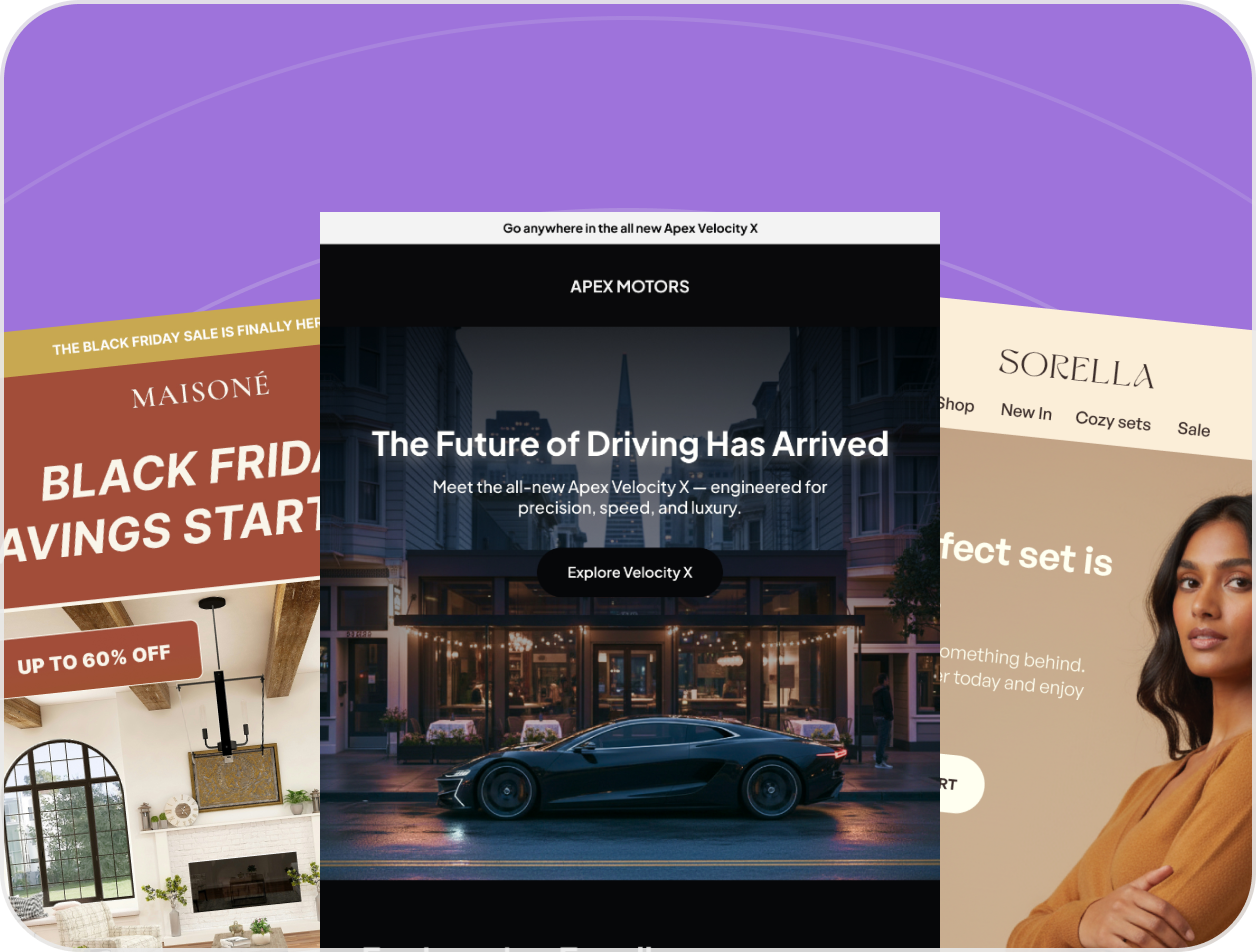 Go anywhere in the all new Apex Velocity X
APEX MOTORS
The Future of Driving Has Arrived
Meet the all-new Apex Velocity X — engineered for
precision, speed, and luxury.
Explore Velocity X
THE BLACK FRIDAY SALE IS FINALLY HER
MAISONÉ
BLACK FRIDA
AVINGS START
UP TO 60% OFF
SORELLA
Shop New In Cozy sets Sale
fect set is
omething behind.
er today and enjoy
RT